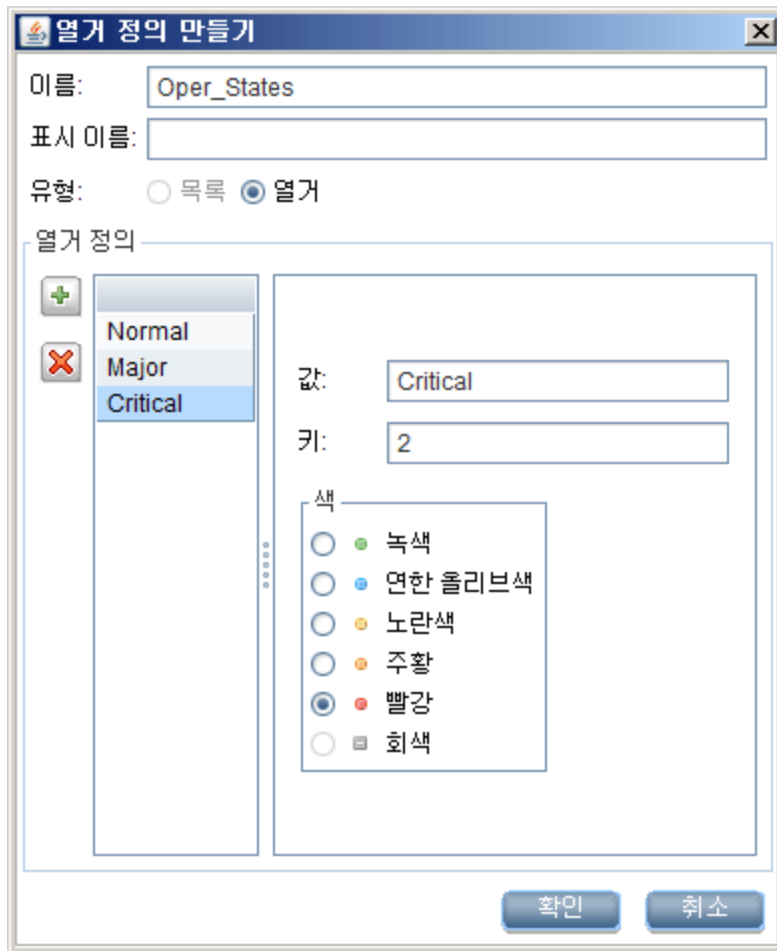 열거 정의 만들기
이름: Oper_States
표시 이름:
유형: 목록 열거
열거 정의
Normal
Major
Critical
값: Critical
키: 2
색
녹색
연한 올리브색
노란색
주황
빨강
회색
확인 취소